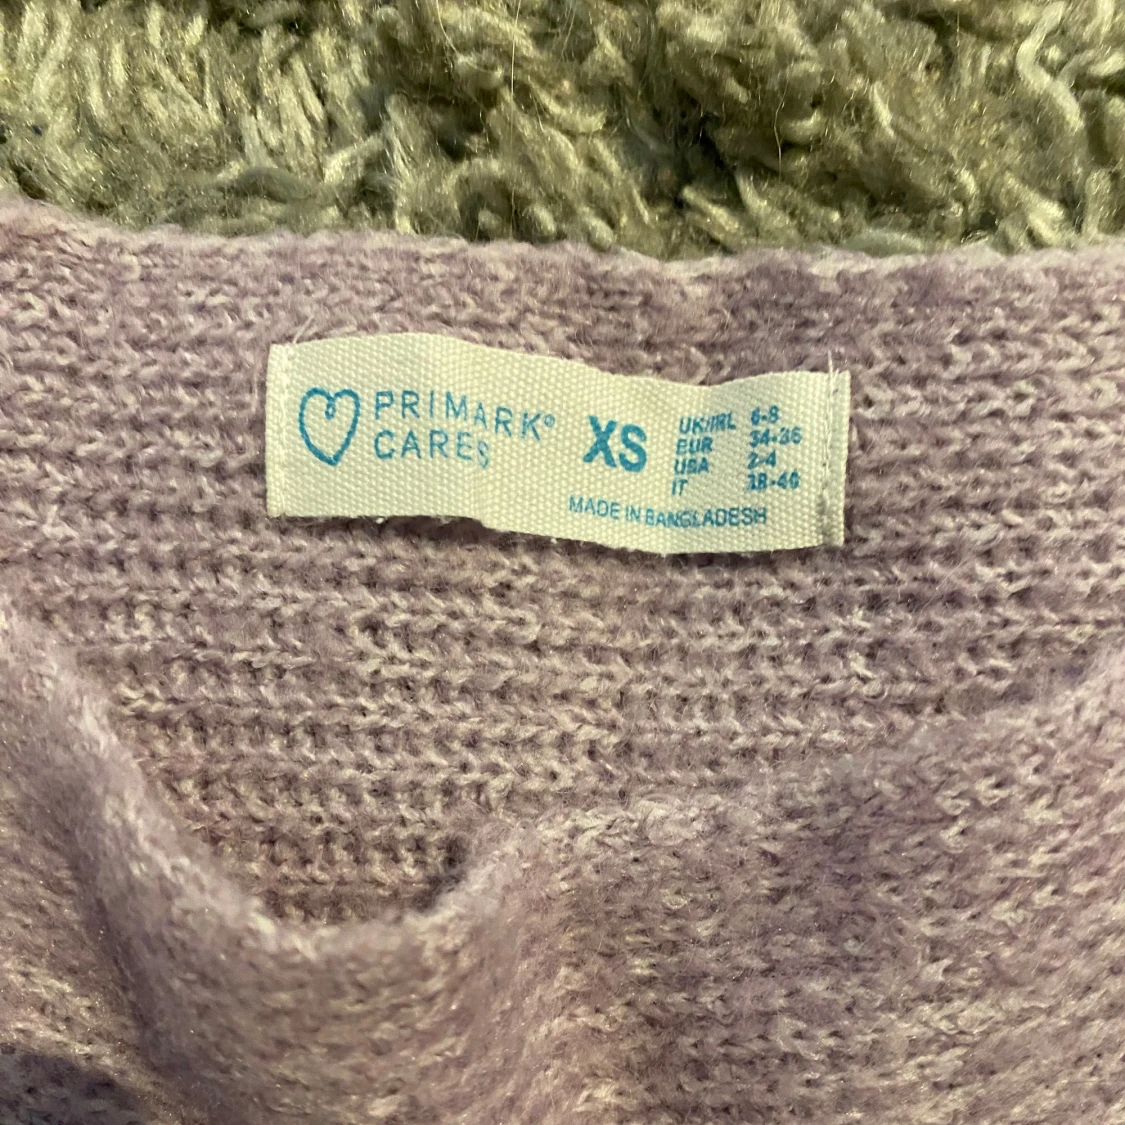 PRIMARK®
CARES
XS
UK/IRL 6-8
EUR 34-36
USA 2-4
IT 38-40
MADE IN BANGLADESH